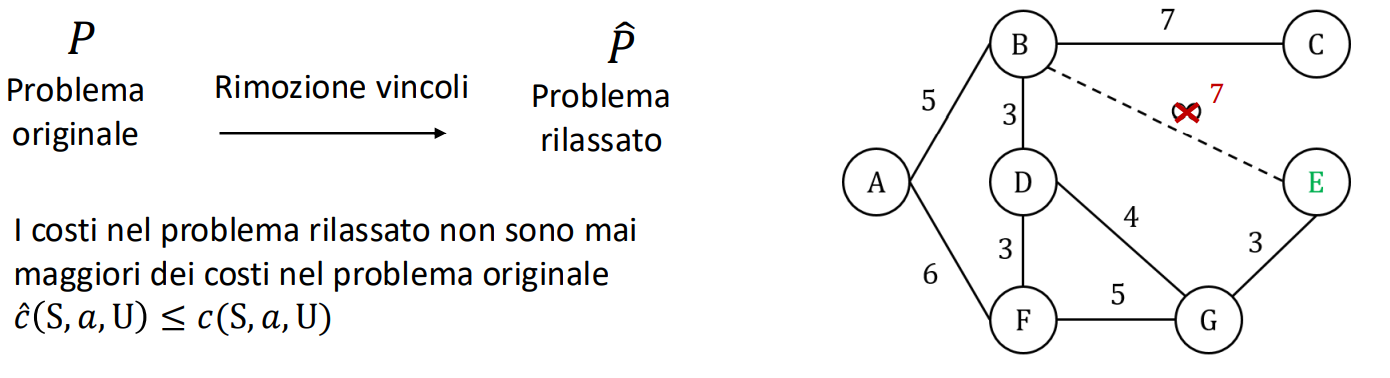 P
Problema
originale
Rimozione vincoli
P̂
Problema
rilassato
I costi nel problema rilassato non sono mai
maggiori dei costi nel problema originale
ĉ(S, a, U) ≤ c(S, a, U)
B
7
C
5
3
7
A
D
E
6
3
4
3
F
5
G